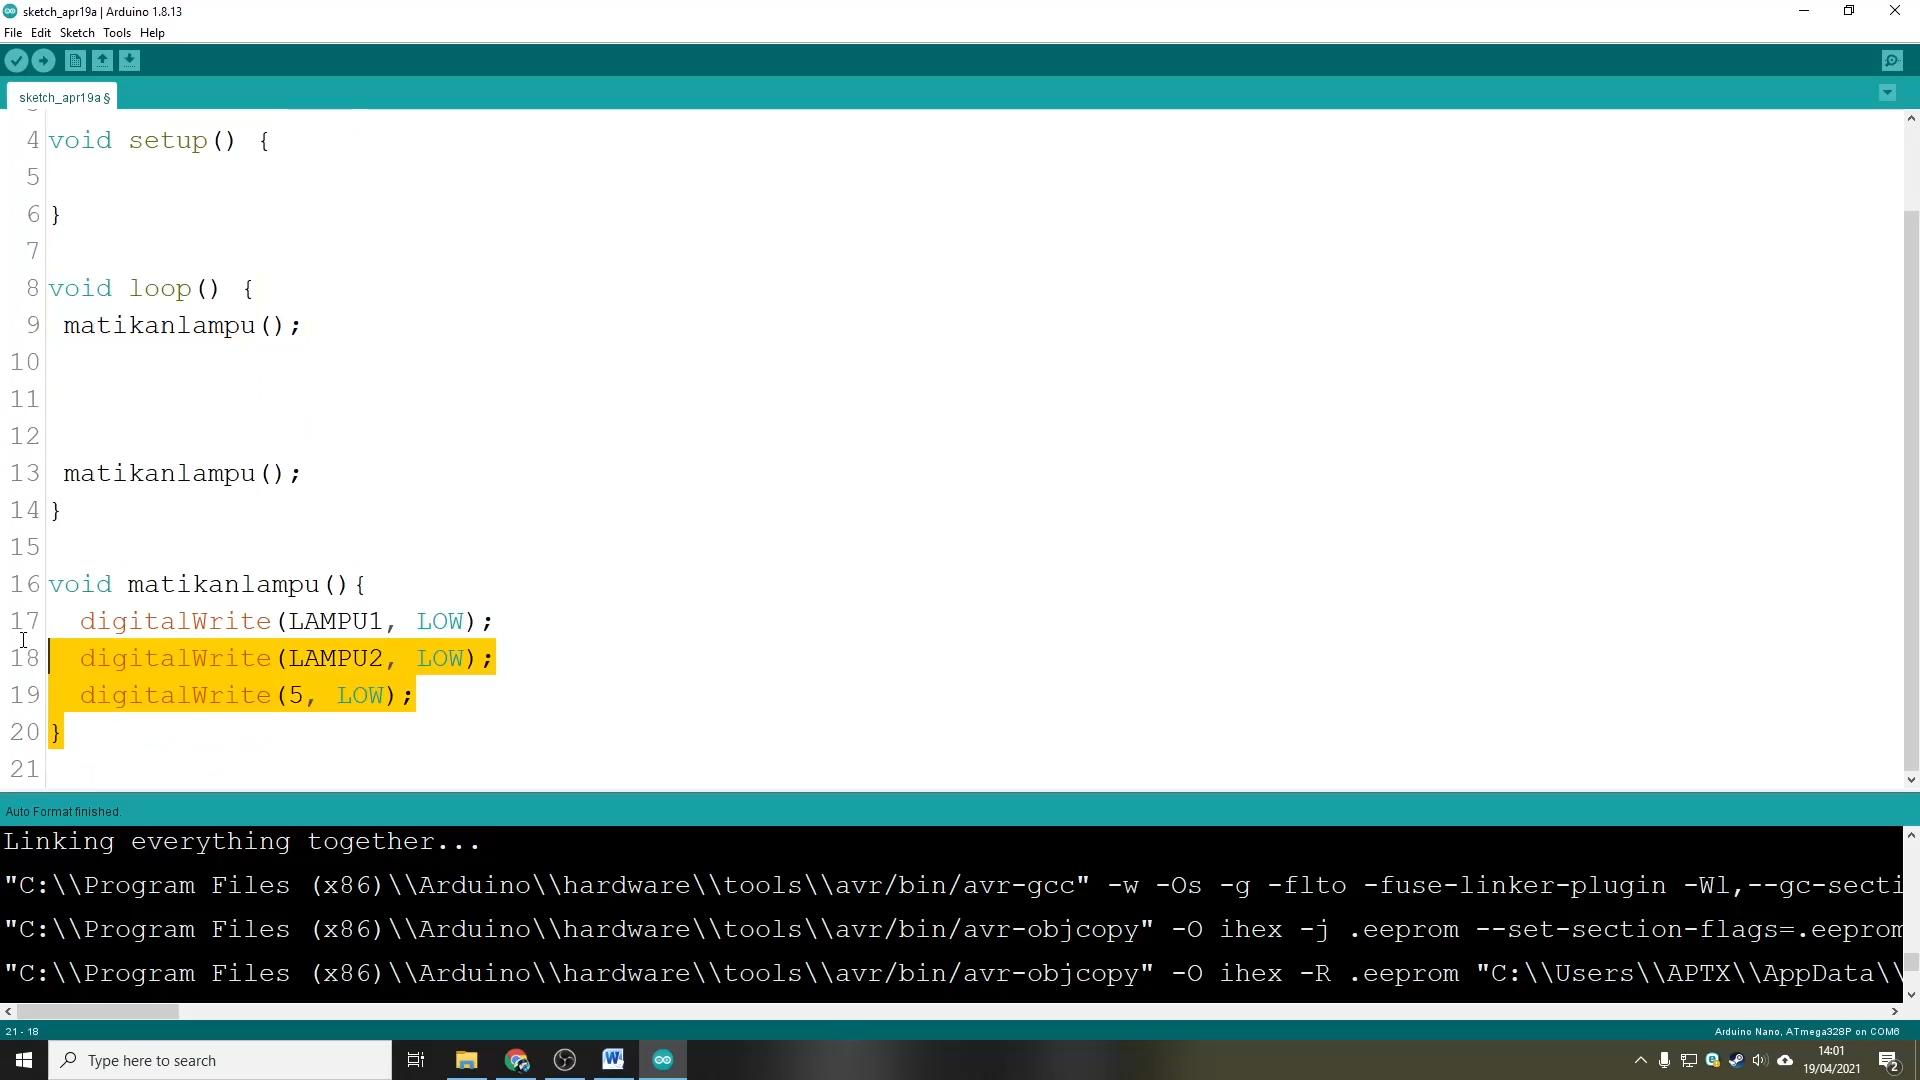 sketch_apr19a | Arduino 1.8.13
File Edit Sketch Tools Help
sketch_apr19a §
4 void setup() {
5
6 }
7
8 void loop() {
9 matikanlampu();
10
11
12
13 matikanlampu();
14 }
15
16 void matikanlampu(){
17 digitalWrite(LAMPU1, LOW);
18 digitalWrite(LAMPU2, LOW);
19 digitalWrite(5, LOW);
20 }
21
Auto Format finished.
Linking everything together...
"C:\\Program Files (x86)\\Arduino\\hardware\\tools\\avr/bin/avr-gcc" -w -Os -g -flto -fuse-linker-plugin -Wl,--gc-secti
"C:\\Program Files (x86)\\Arduino\\hardware\\tools\\avr/bin/avr-objcopy" -O ihex -j .eeprom --set-section-flags=.eeprom
"C:\\Program Files (x86)\\Arduino\\hardware\\tools\\avr/bin/avr-objcopy" -O ihex -R .eeprom "C:\\Users\\APTX\\AppData\\
21 - 18
Arduino Nano, ATmega328P on COM6
Type here to search
14:01
19/04/2021
2